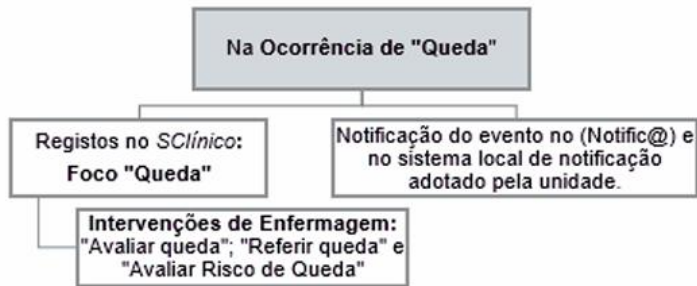 Na Ocorrência de "Queda"
Registos no SClínico:
Foco "Queda"
Notificação do evento no (Notific@) e
no sistema local de notificação
adotado pela unidade.
Intervenções de Enfermagem:
"Avaliar queda"; "Referir queda" e
"Avaliar Risco de Queda"